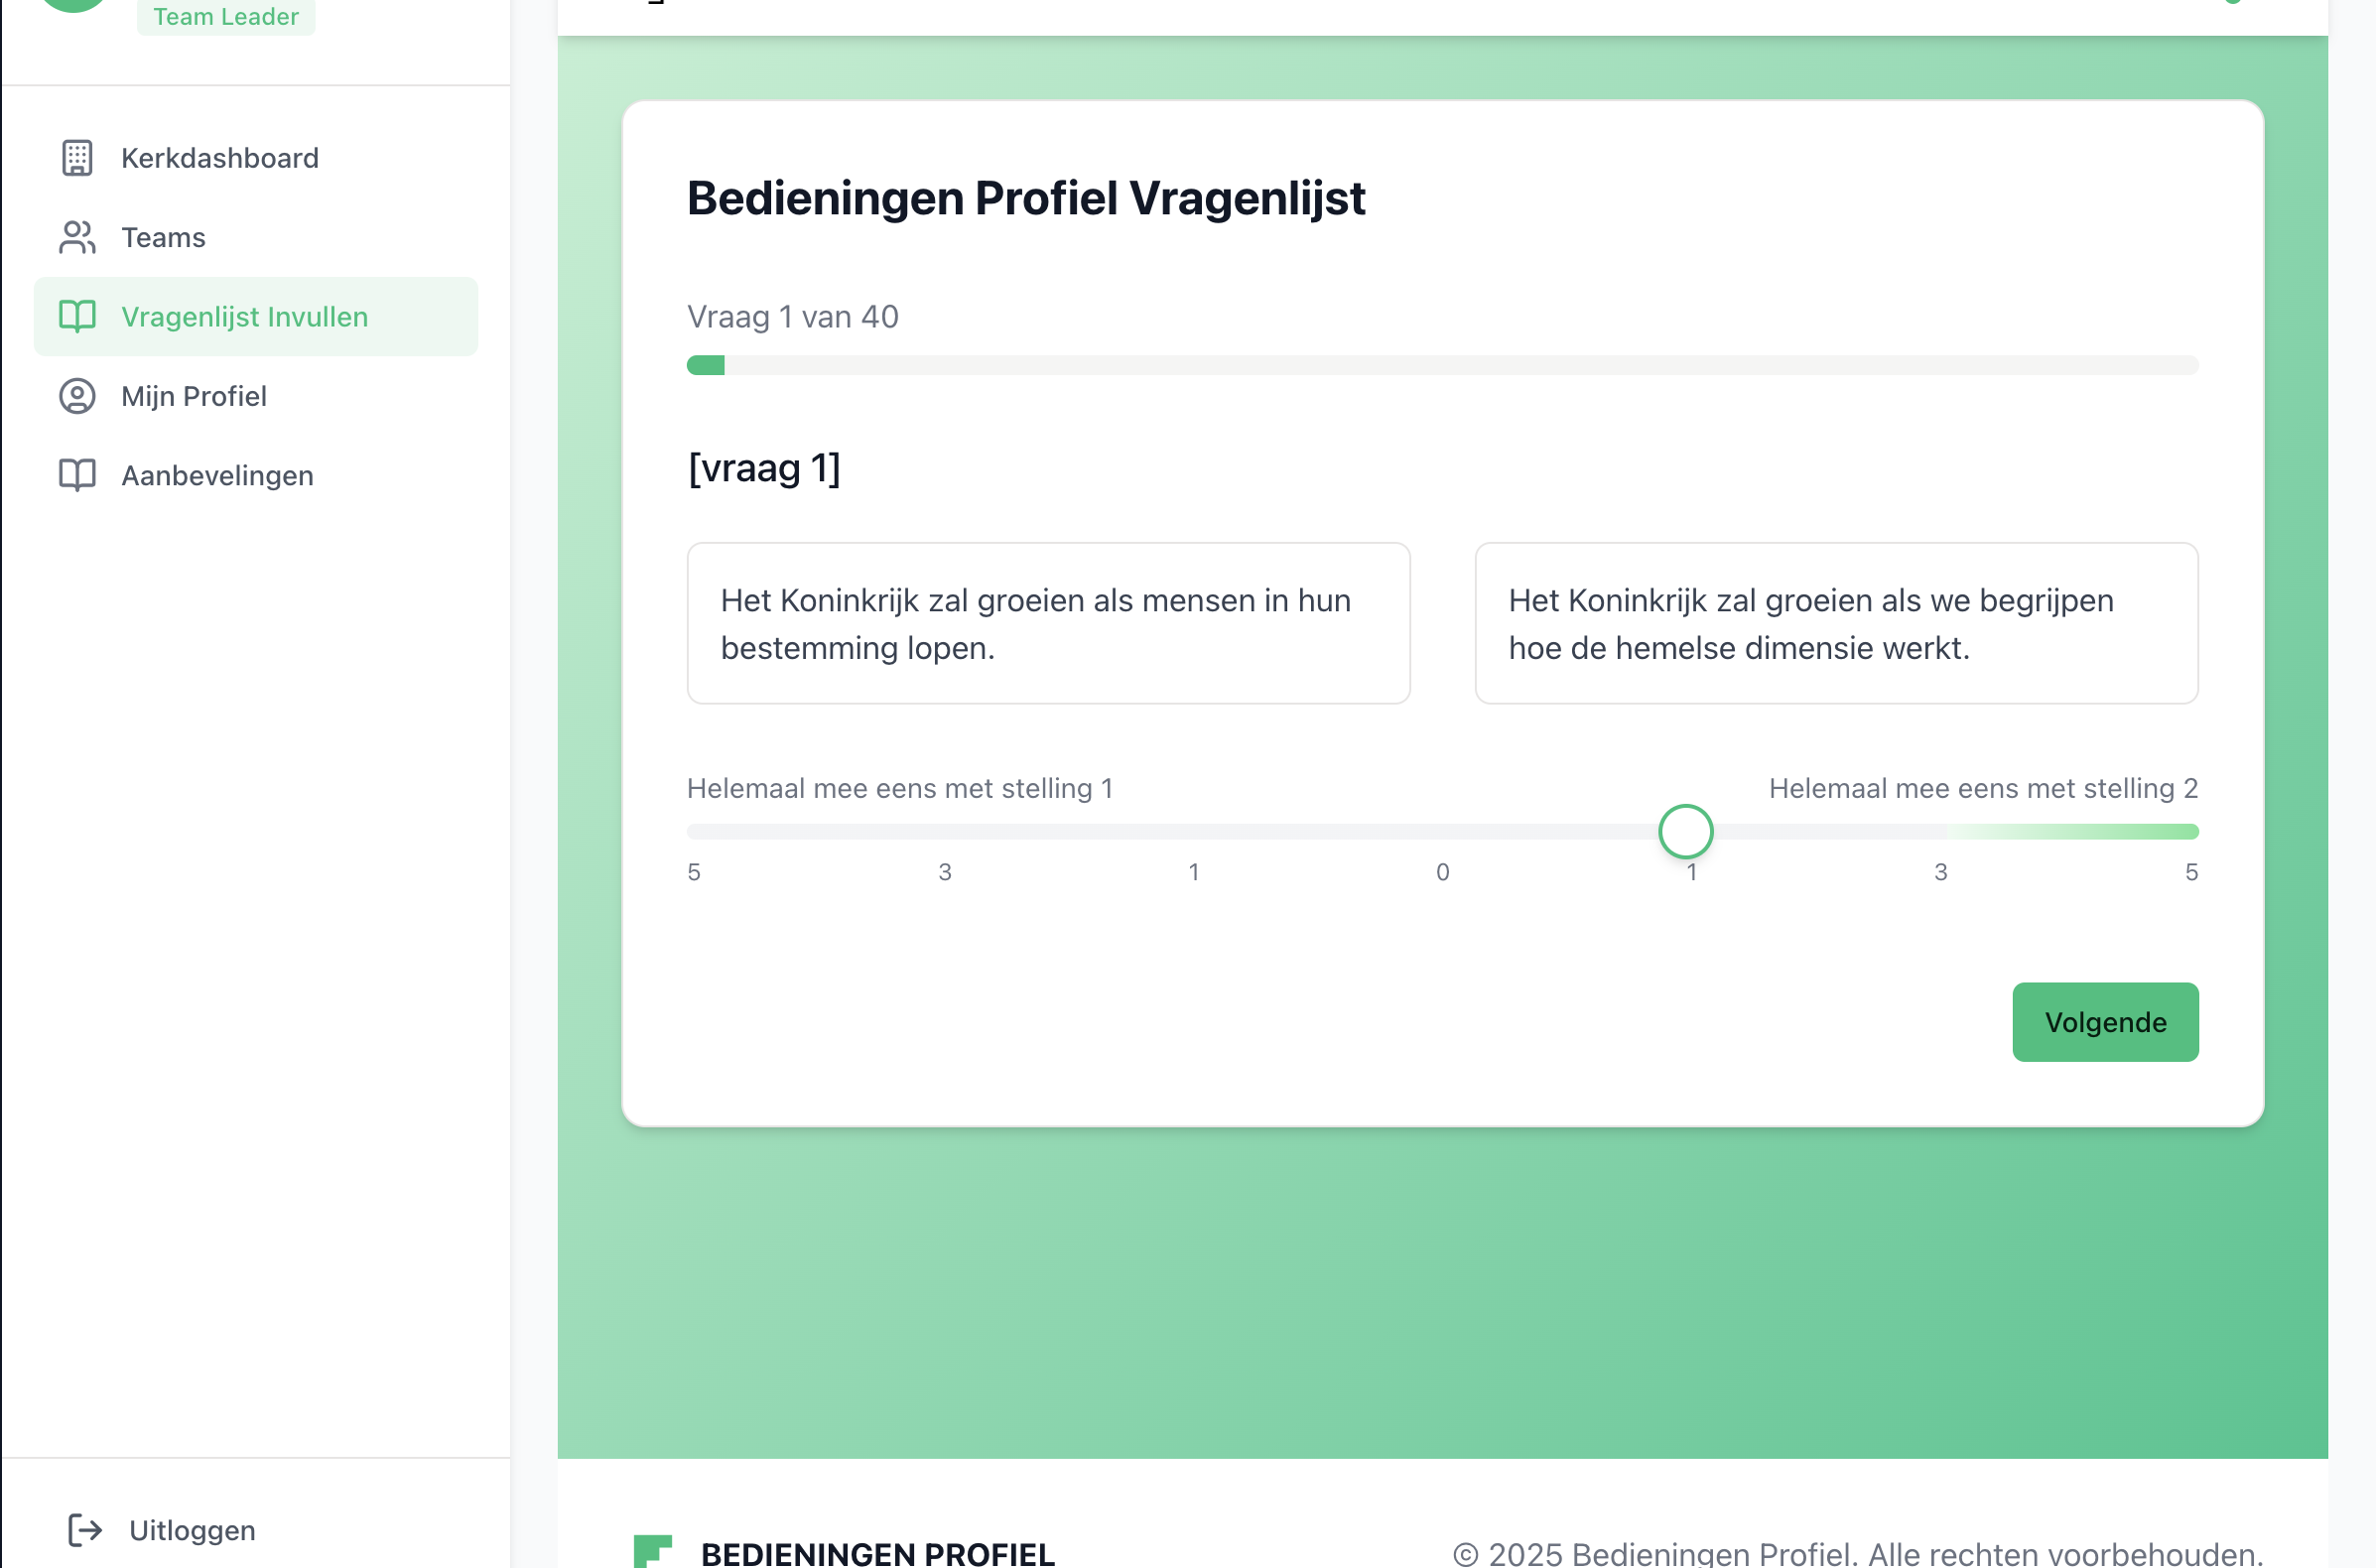 Team Leader
Kerkdashboard
Teams
Vragenlijst Invullen
Mijn Profiel
Aanbevelingen
Uitloggen
Bedieningen Profiel Vragenlijst
Vraag 1 van 40
[vraag 1]
Het Koninkrijk zal groeien als mensen in hun
bestemming lopen.
Het Koninkrijk zal groeien als we begrijpen
hoe de hemelse dimensie werkt.
Helemaal mee eens met stelling 1
Helemaal mee eens met stelling 2
5 3 1 0 1 3 5
Volgende
BEDIENINGEN PROFIEL
© 2025 Bedieningen Profiel. Alle rechten voorbehouden.